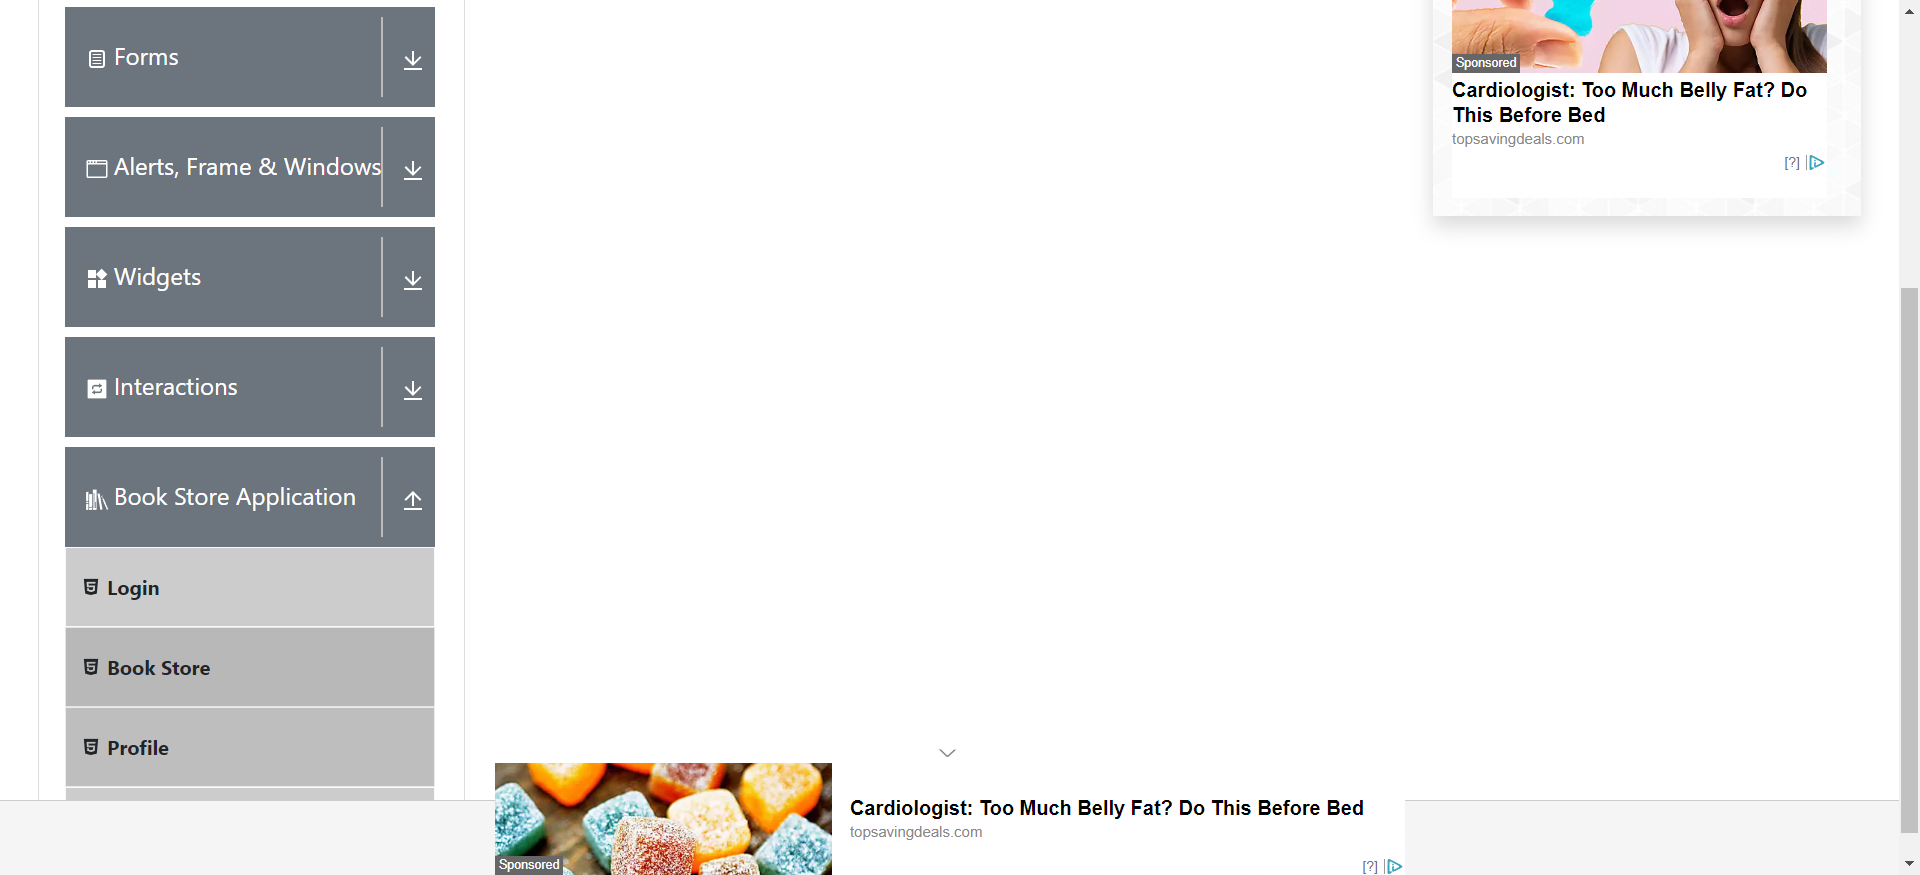 Forms
Alerts, Frame & Windows
Widgets
Interactions
Book Store Application
Login
Book Store
Profile
Sponsored
Cardiologist: Too Much Belly Fat? Do
This Before Bed
topsavingdeals.com
[?]
Sponsored
Cardiologist: Too Much Belly Fat? Do This Before Bed
topsavingdeals.com
[?]